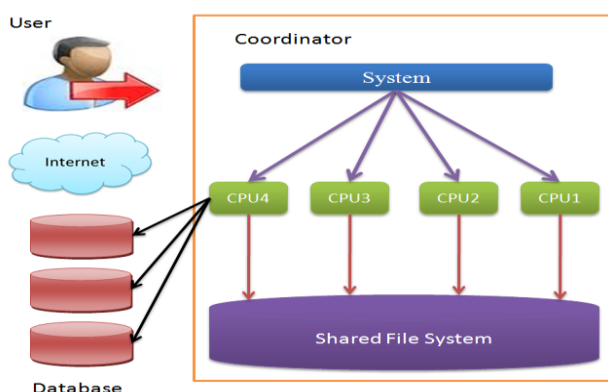 User
Coordinator
System
Internet
CPU4 CPU3 CPU2 CPU1
Shared File System
Database